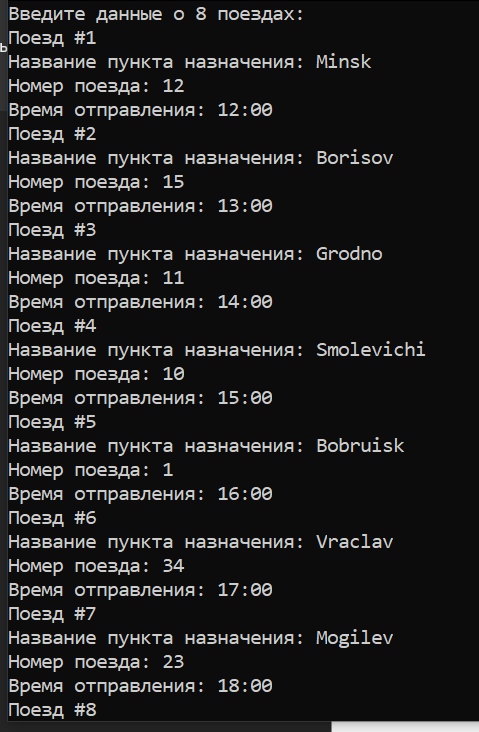 Введите данные о 8 поездах:
Поезд #1
Название пункта назначения: Minsk
Номер поезда: 12
Время отправления: 12:00
Поезд #2
Название пункта назначения: Borisov
Номер поезда: 15
Время отправления: 13:00
Поезд #3
Название пункта назначения: Grodno
Номер поезда: 11
Время отправления: 14:00
Поезд #4
Название пункта назначения: Smolevichi
Номер поезда: 10
Время отправления: 15:00
Поезд #5
Название пункта назначения: Bobruisk
Номер поезда: 1
Время отправления: 16:00
Поезд #6
Название пункта назначения: Vraclav
Номер поезда: 34
Время отправления: 17:00
Поезд #7
Название пункта назначения: Mogilev
Номер поезда: 23
Время отправления: 18:00
Поезд #8